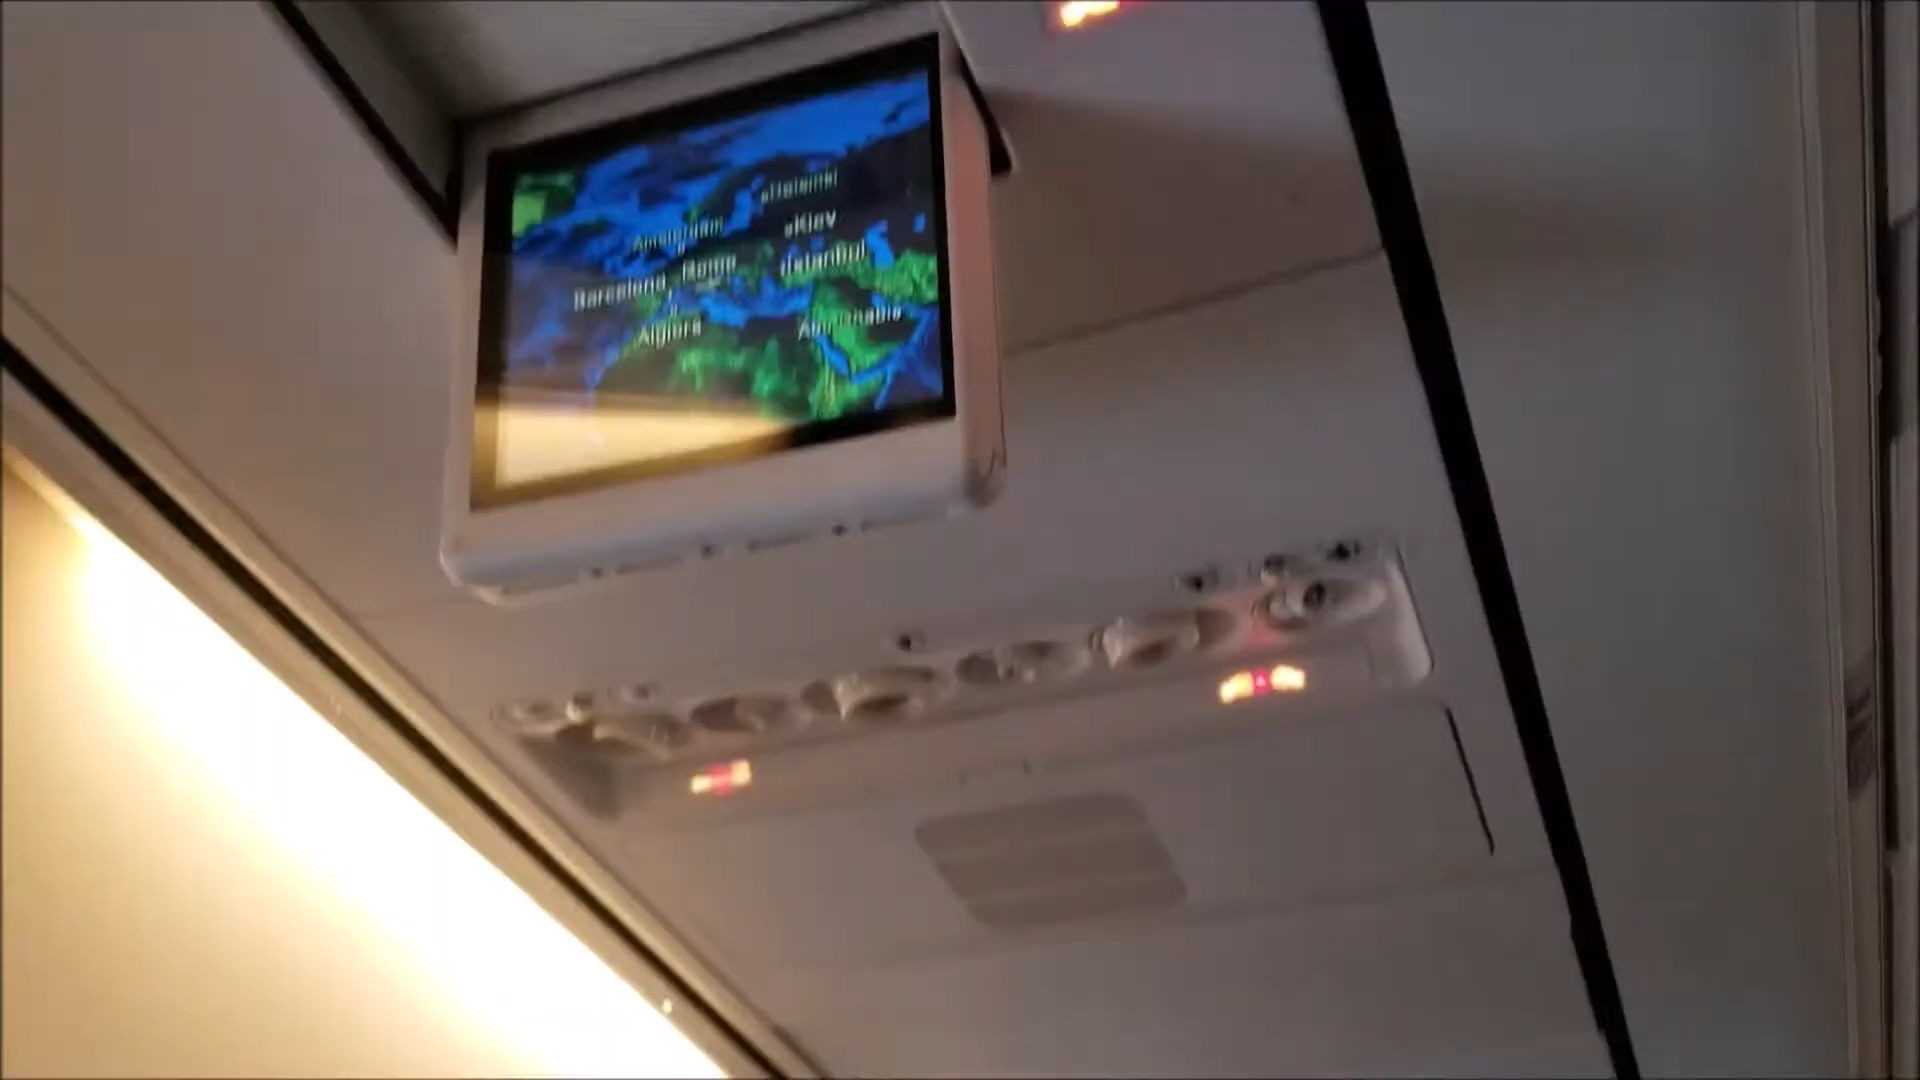 Helsinki
Amsterdam
Kiev
Rome
Istanbul
Barcelona
Algiers